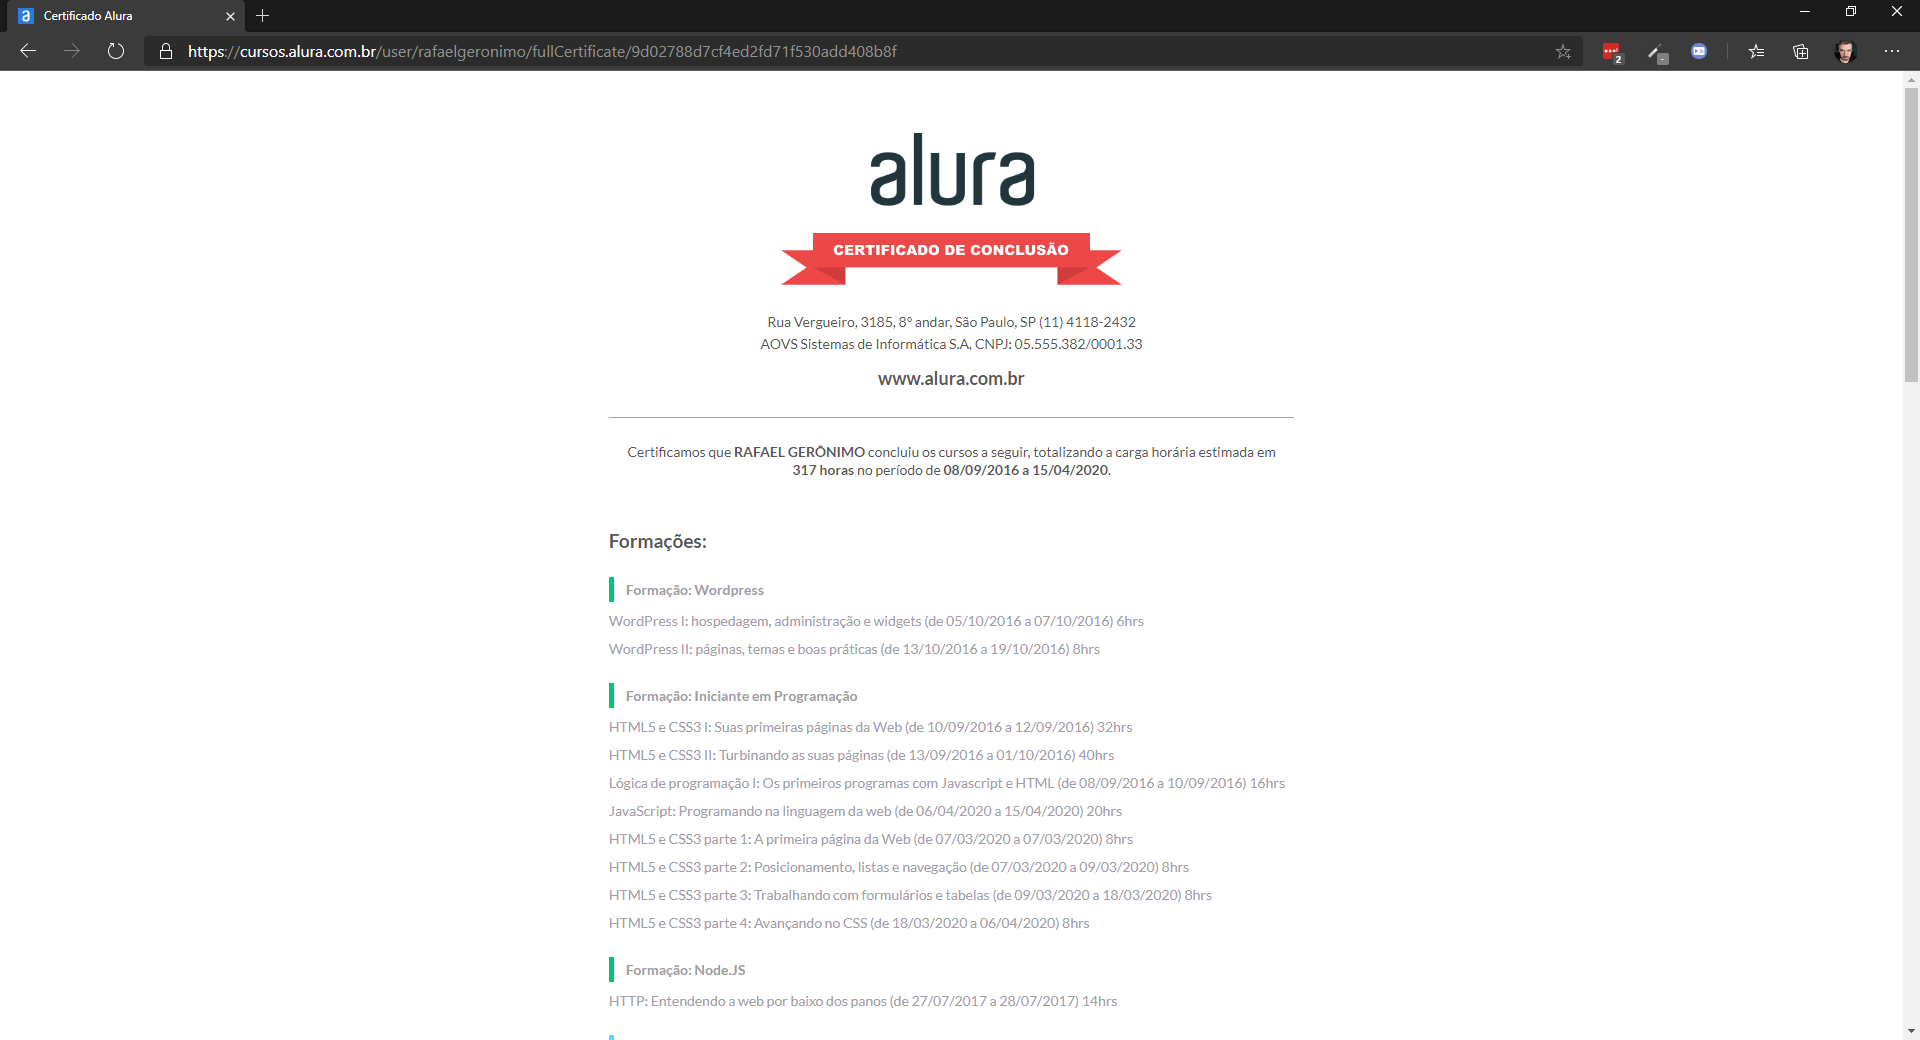 Certificado Alura
https://cursos.alura.com.br/user/rafaelgeronimo/fullCertificate/9d02788d7cf4ed2fd71f530add408b8f
2
-
alura
CERTIFICADO DE CONCLUSÃO
Rua Vergueiro, 3185, 8º andar, São Paulo, SP (11) 4118-2432
AOVS Sistemas de Informática S.A, CNPJ: 05.555.382/0001.33
www.alura.com.br
Certificamos que RAFAEL GERÔNIMO concluiu os cursos a seguir, totalizando a carga horária estimada em
317 horas no período de 08/09/2016 a 15/04/2020.
Formações:
Formação: Wordpress
WordPress I: hospedagem, administração e widgets (de 05/10/2016 a 07/10/2016) 6hrs
WordPress II: páginas, temas e boas práticas (de 13/10/2016 a 19/10/2016) 8hrs
Formação: Iniciante em Programação
HTML5 e CSS3 I: Suas primeiras páginas da Web (de 10/09/2016 a 12/09/2016) 32hrs
HTML5 e CSS3 II: Turbinando as suas páginas (de 13/09/2016 a 01/10/2016) 40hrs
Lógica de programação I: Os primeiros programas com Javascript e HTML (de 08/09/2016 a 10/09/2016) 16hrs
JavaScript: Programando na linguagem da web (de 06/04/2020 a 15/04/2020) 20hrs
HTML5 e CSS3 parte 1: A primeira página da Web (de 07/03/2020 a 07/03/2020) 8hrs
HTML5 e CSS3 parte 2: Posicionamento, listas e navegação (de 07/03/2020 a 09/03/2020) 8hrs
HTML5 e CSS3 parte 3: Trabalhando com formulários e tabelas (de 09/03/2020 a 18/03/2020) 8hrs
HTML5 e CSS3 parte 4: Avançando no CSS (de 18/03/2020 a 06/04/2020) 8hrs
Formação: Node.JS
HTTP: Entendendo a web por baixo dos panos (de 27/07/2017 a 28/07/2017) 14hrs